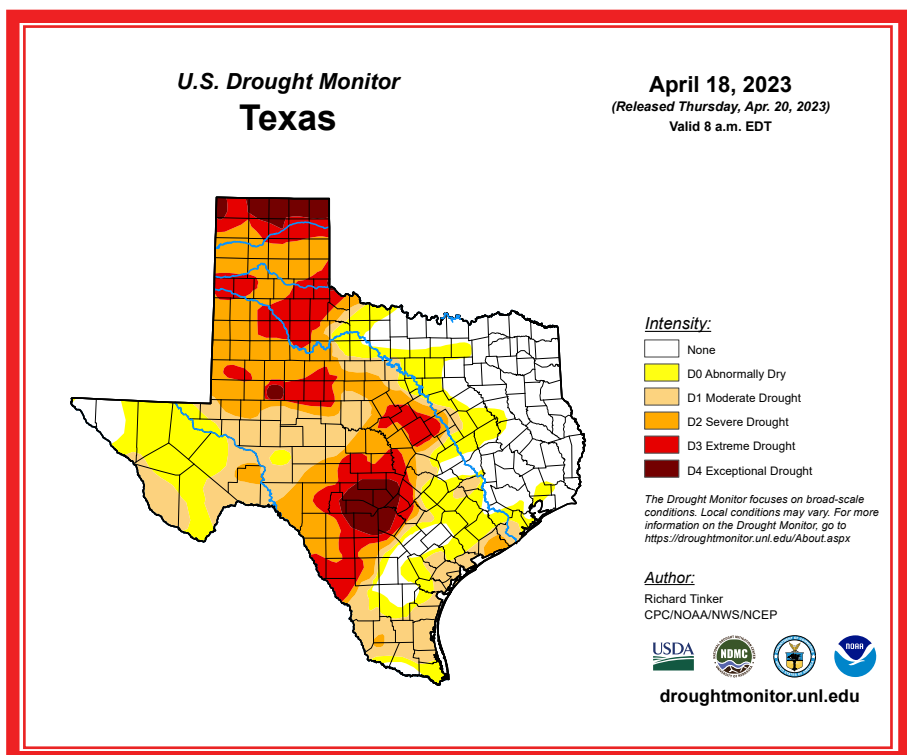 U.S. Drought Monitor
Texas
April 18, 2023
(Released Thursday, Apr. 20, 2023)
Valid 8 a.m. EDT
Intensity:
None
D0 Abnormally Dry
D1 Moderate Drought
D2 Severe Drought
D3 Extreme Drought
D4 Exceptional Drought
The Drought Monitor focuses on broad-scale
conditions. Local conditions may vary. For more
information on the Drought Monitor, go to
https://droughtmonitor.unl.edu/About.aspx
Author:
Richard Tinker
CPC/NOAA/NWS/NCEP
USDA
NDMC
NOAA
droughtmonitor.unl.edu